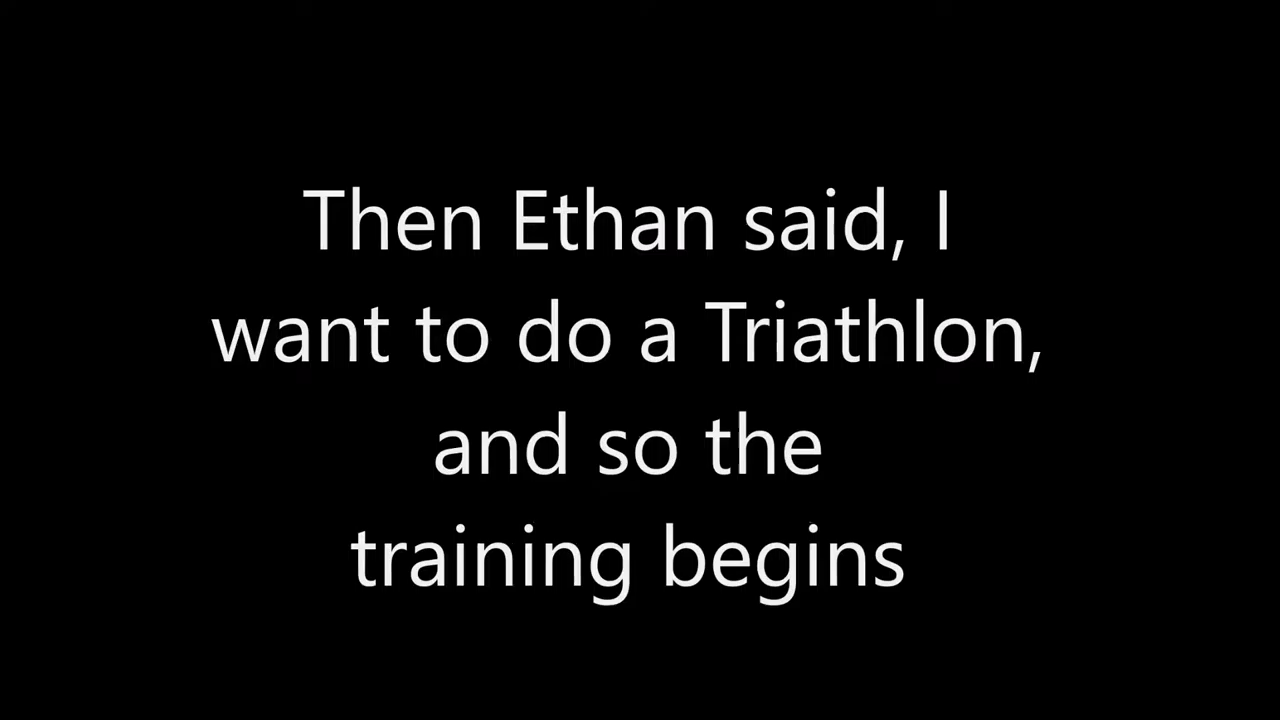 Then Ethan said, I
want to do a Triathlon,
and so the
training begins